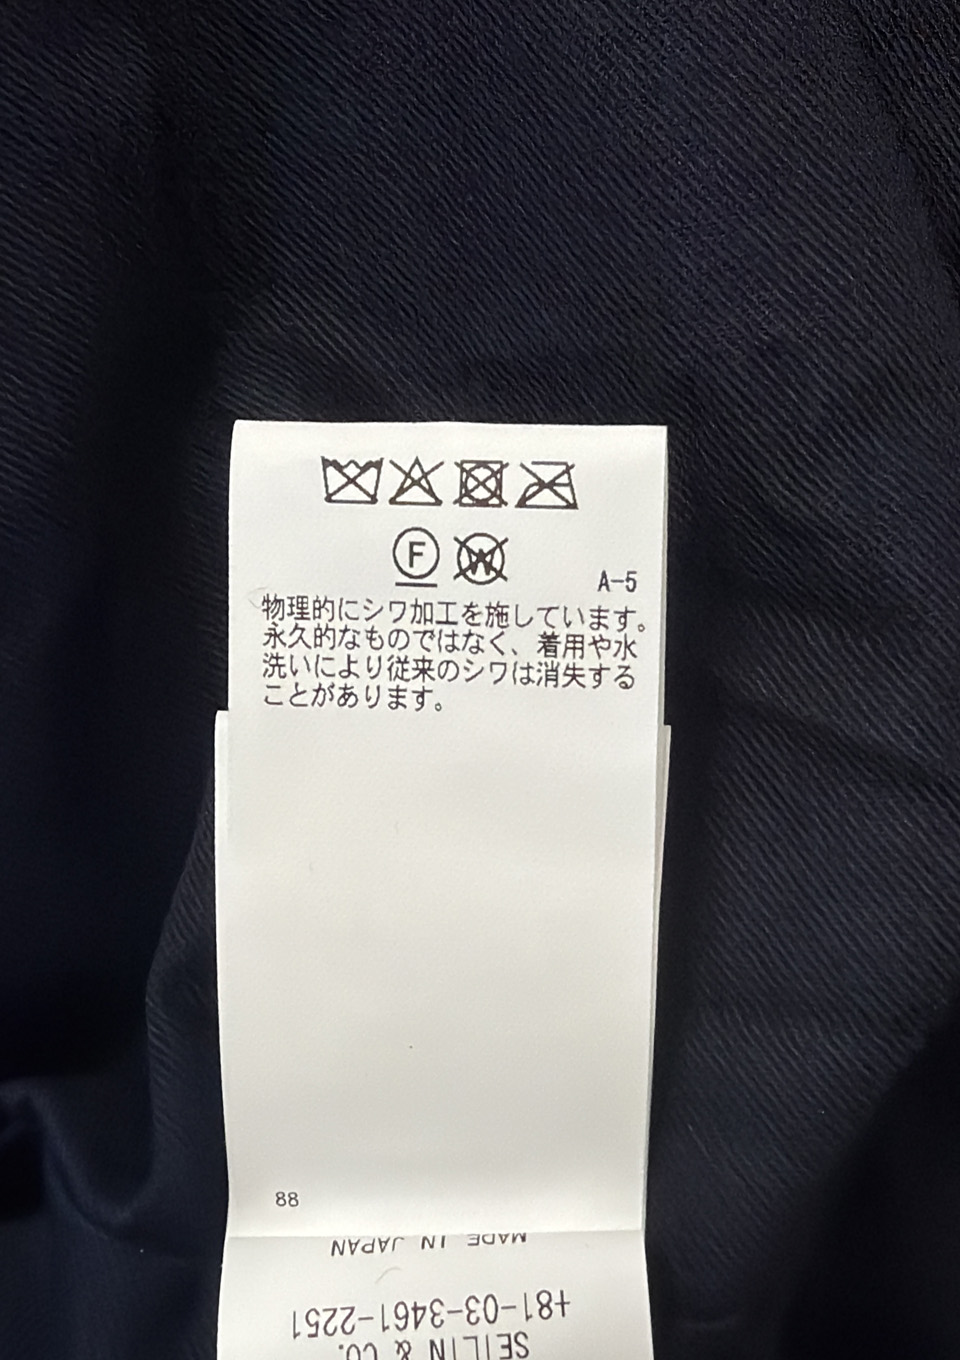 F W
A-5
物理的にシワ加工を施しています。
永久的なものではなく、着用や水
洗いにより従来のシワは消失する
ことがあります。
88
MADE IN JAPAN
+81-03-3461-2251
SEILIN & CO.